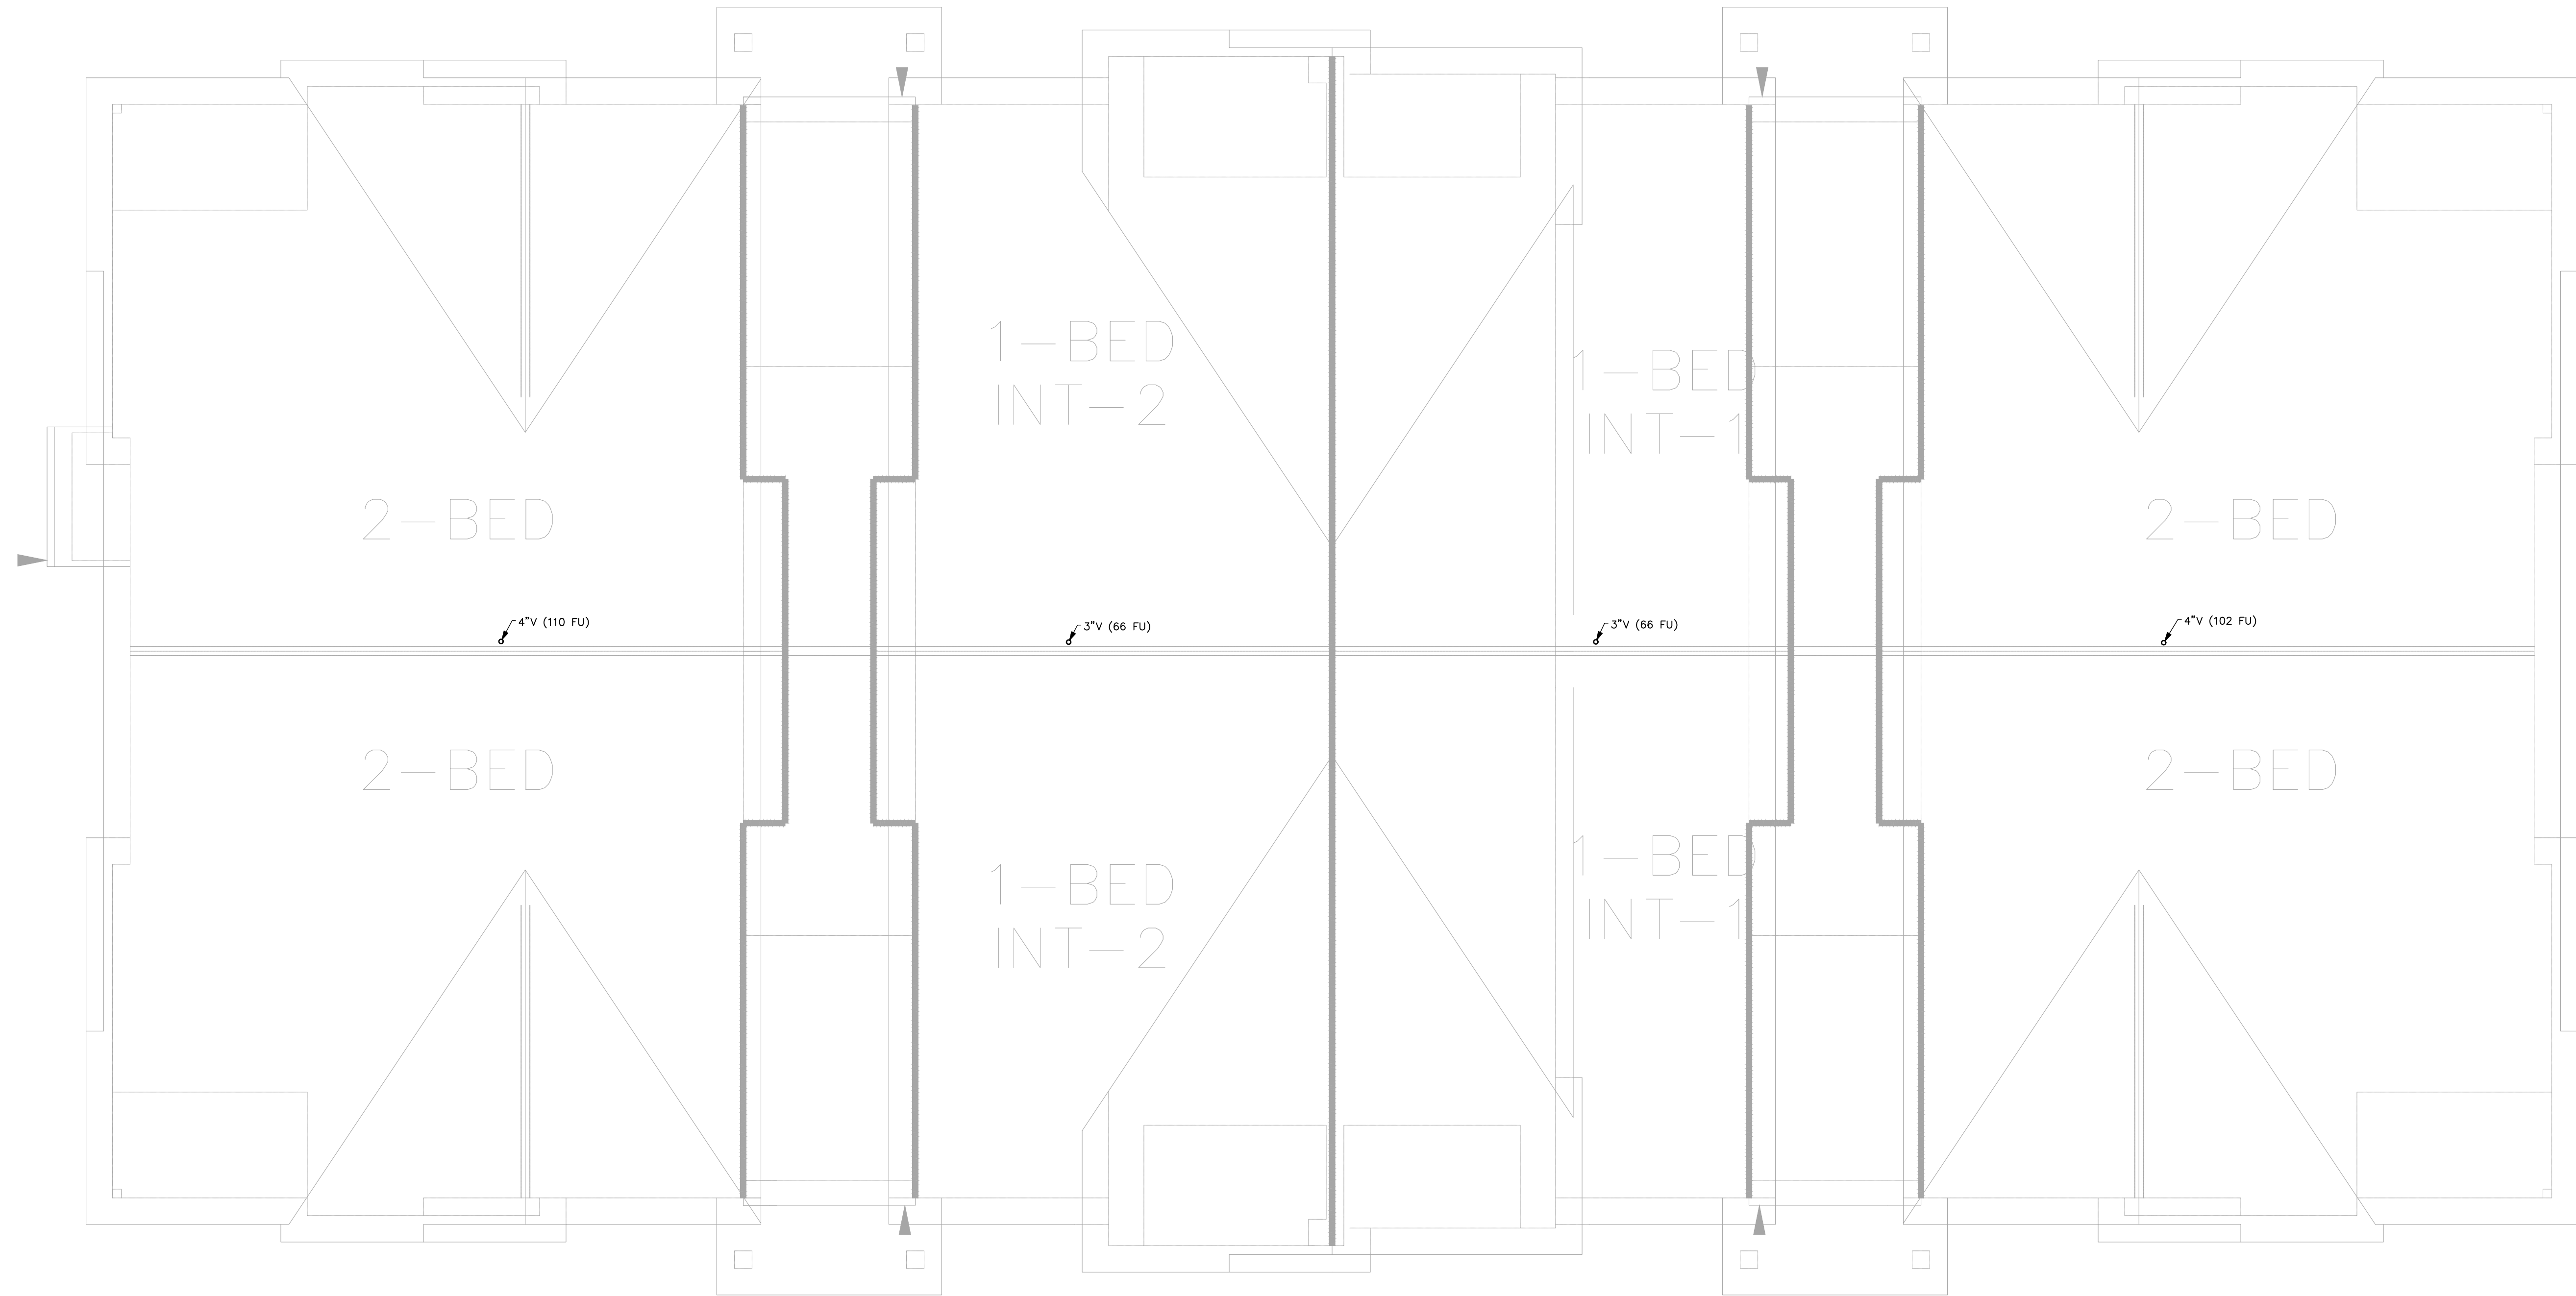 1-BED
INT-2
1-BED
INT-1
2-BED
2-BED
4"V (110 FU)
3"V (66 FU)
3"V (66 FU)
4"V (102 FU)
2-BED
2-BED
1-BED
INT-2
1-BED
INT-1